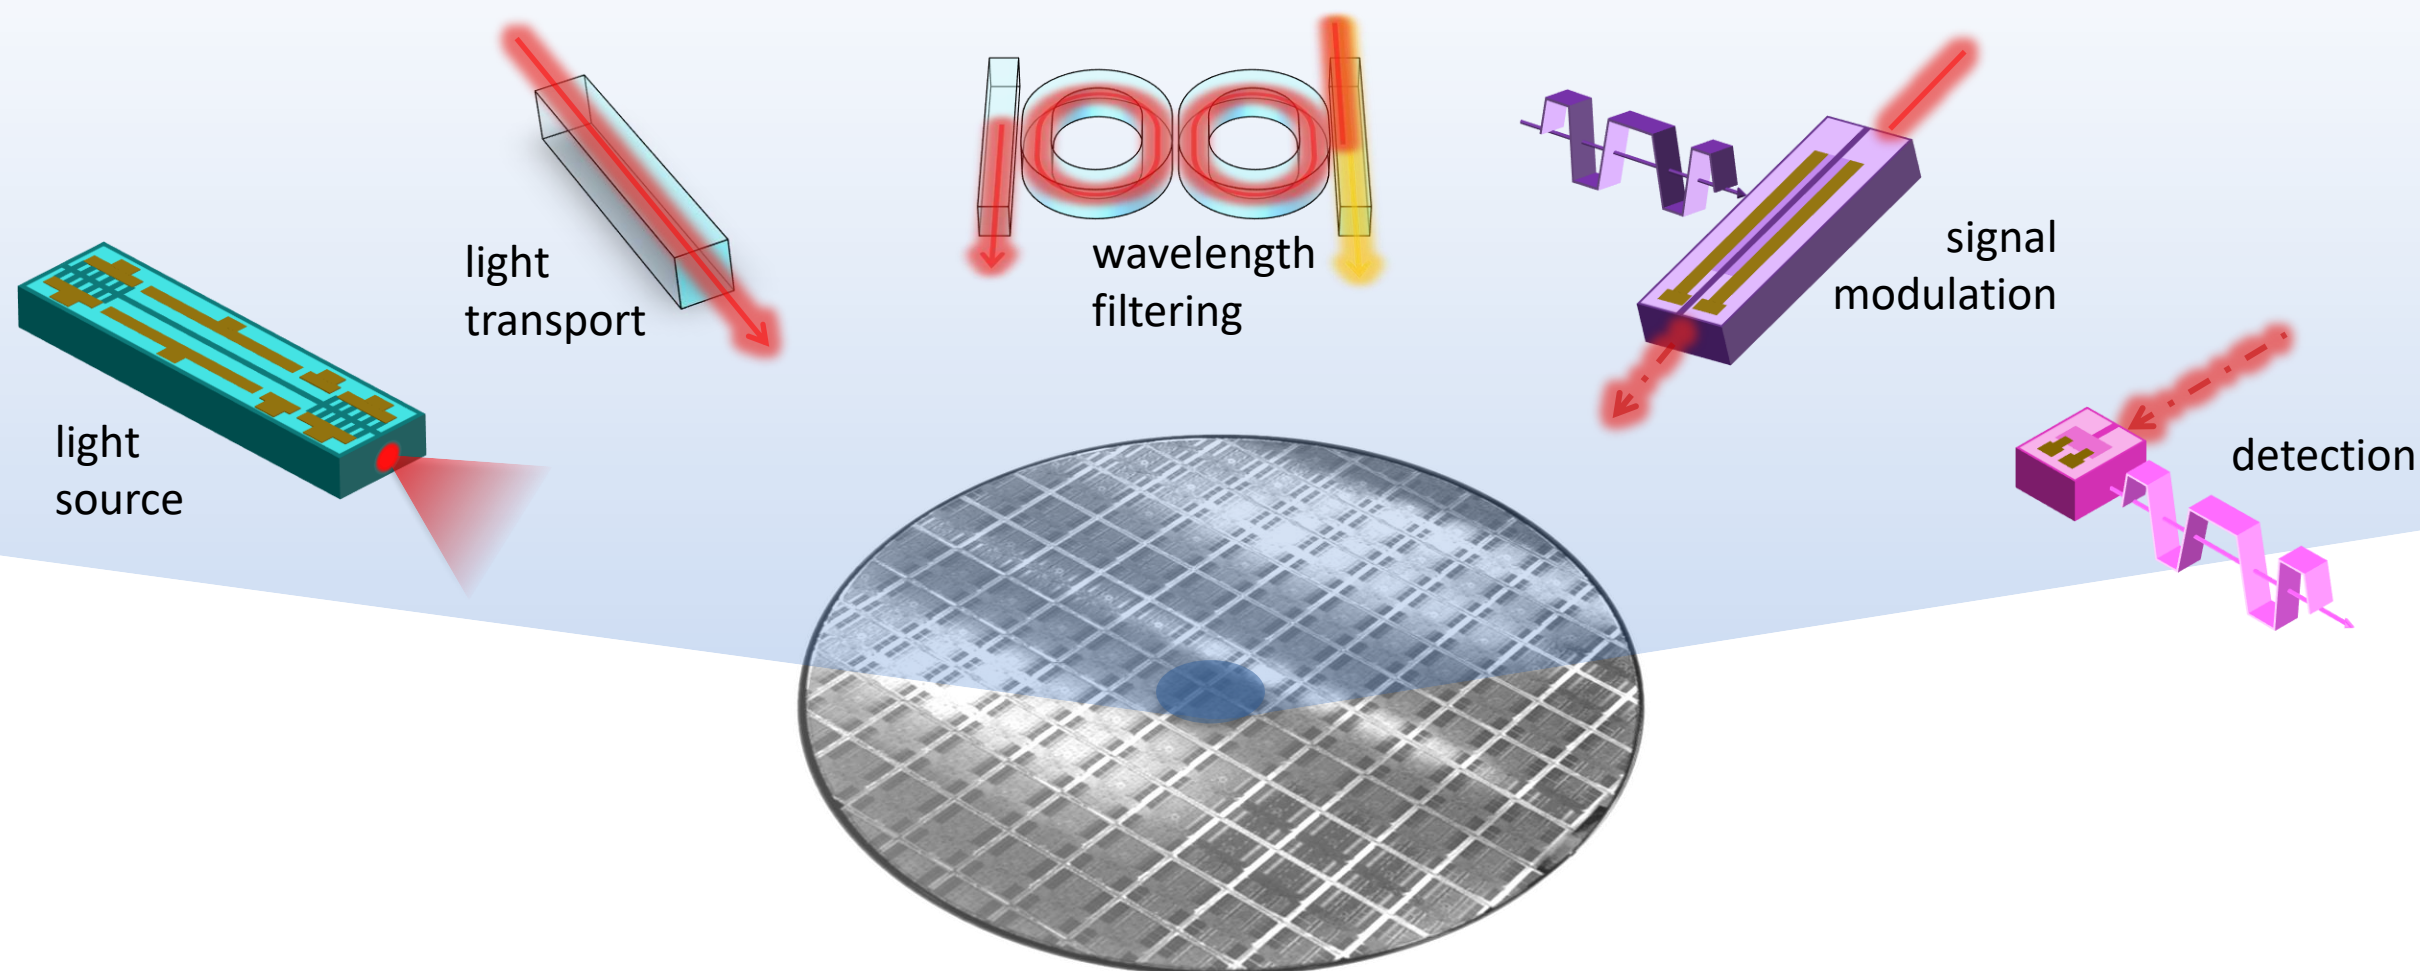 light
source
light
transport
wavelength
filtering
signal
modulation
detection